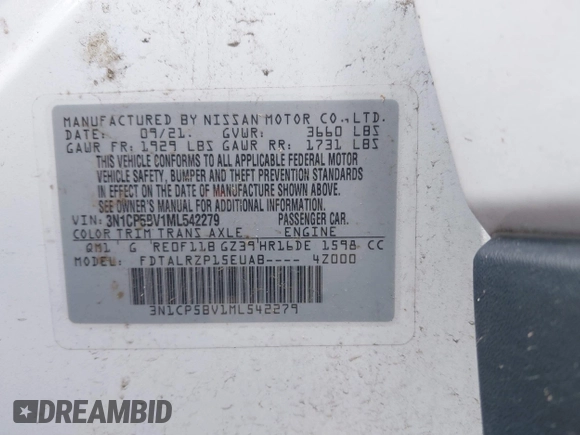 MANUFACTURED BY NISSAN MOTOR CO.,LTD.
DATE: 09/21. GVWR: 3660 LBS
GAWR FR: 1929 LBS GAWR RR: 1731 LBS
THIS VEHICLE CONFORMS TO ALL APPLICABLE FEDERAL MOTOR
VEHICLE SAFETY, BUMPER AND THEFT PREVENTION STANDARDS
IN EFFECT ON THE DATE OF MANUFACTURE SHOWN ABOVE.
SEE OWNER'S MANUAL FOR ADDITIONAL INFORMATION.
VIN: 3N1CP5BV1ML542279 PASSENGER CAR.
COLOR TRIM TRANS AXLE ENGINE
QM1 G RE0F11B GZ39 HR16DE 1598 CC
MODEL: FDTALRZP15EUAB---- 4Z000
3N1CP5BV1ML542279
DREAMBID